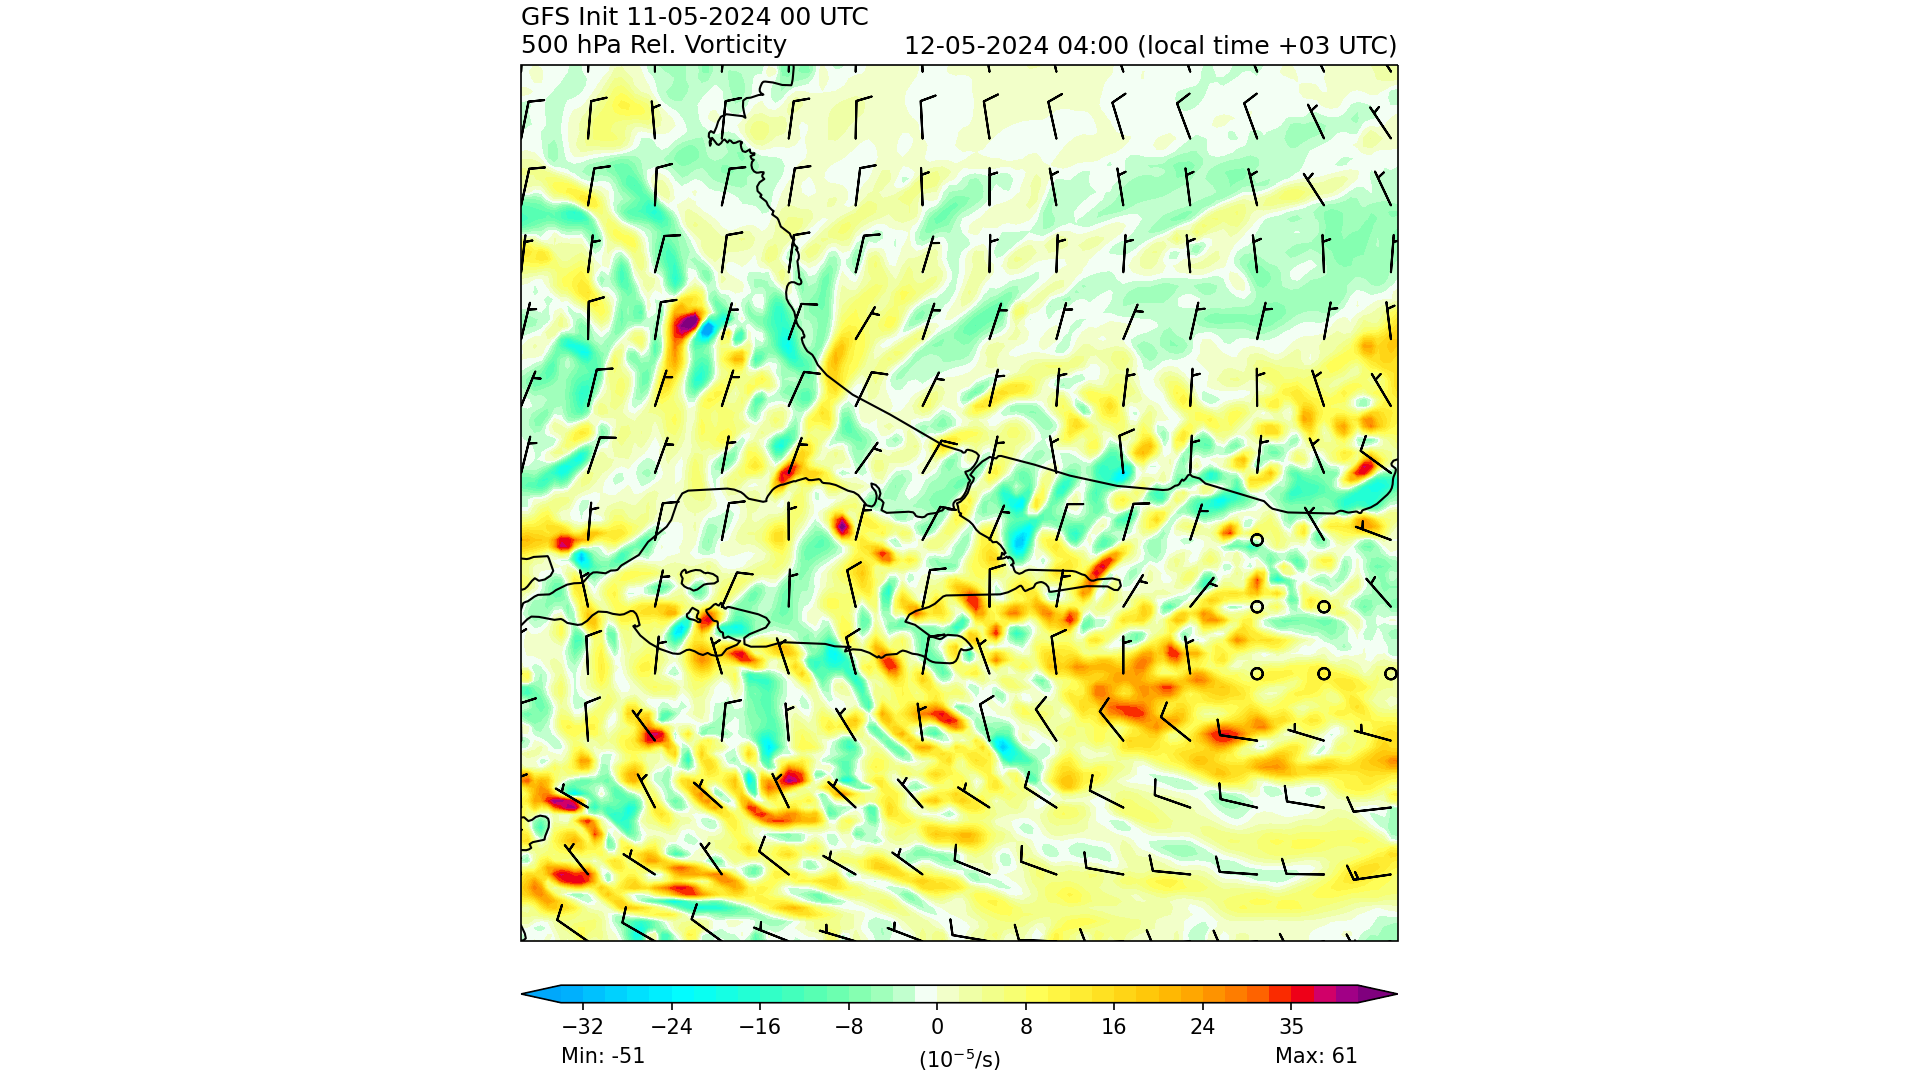 GFS Init 11-05-2024 00 UTC
500 hPa Rel. Vorticity
12-05-2024 04:00 (local time +03 UTC)
−32 −24 −16 −8 0 8 16 24 35
Min: -51 (10⁻⁵/s) Max: 61